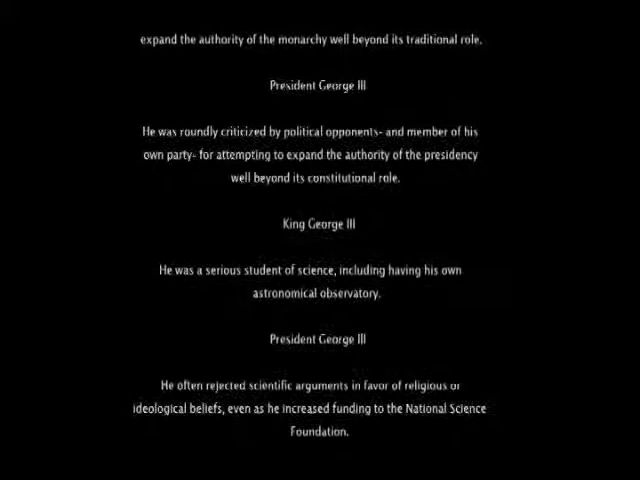 expand the authority of the monarchy well beyond its traditional role.
President George III
He was roundly criticized by political opponents- and member of his
own party- for attempting to expand the authority of the presidency
well beyond its constitutional role.
King George III
He was a serious student of science, including having his own
astronomical observatory.
President George III
He often rejected scientific arguments in favor of religious or
ideological beliefs, even as he increased funding to the National Science
Foundation.